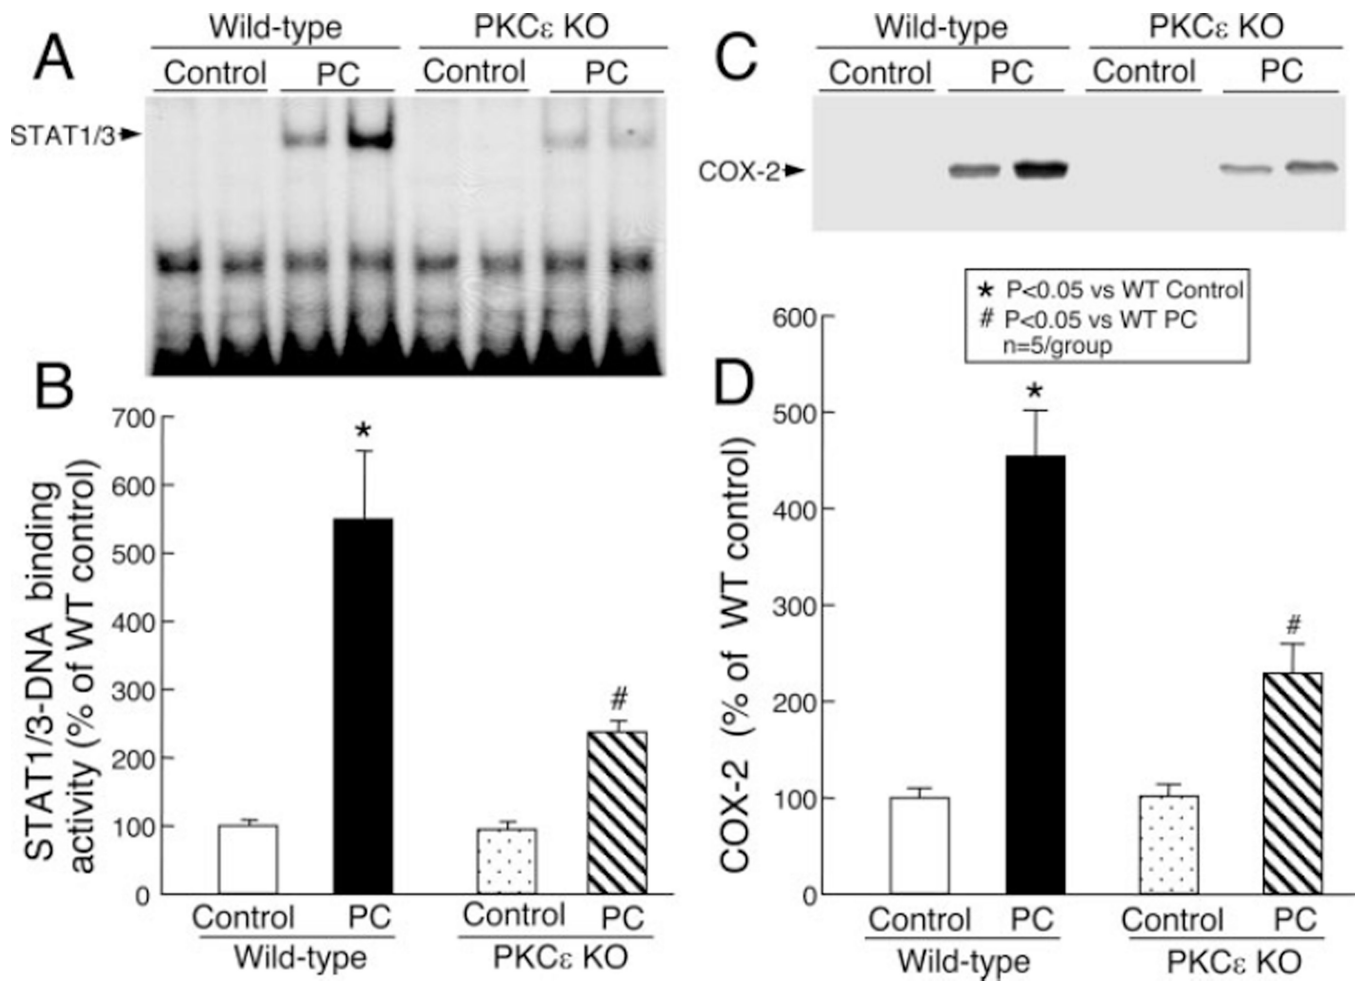 A
Wild-type
PKCε KO
Control
PC
Control
PC
STAT1/3
B
STAT1/3-DNA binding
activity (% of WT control)
700
600
500
400
300
200
100
0
*
#
Control
PC
Control
PC
Wild-type
PKCε KO
C
Wild-type
PKCε KO
Control
PC
Control
PC
COX-2
* P<0.05 vs WT Control
# P<0.05 vs WT PC
n=5/group
D
COX-2 (% of WT control)
600
500
400
300
200
100
0
*
#
Control
PC
Control
PC
Wild-type
PKCε KO